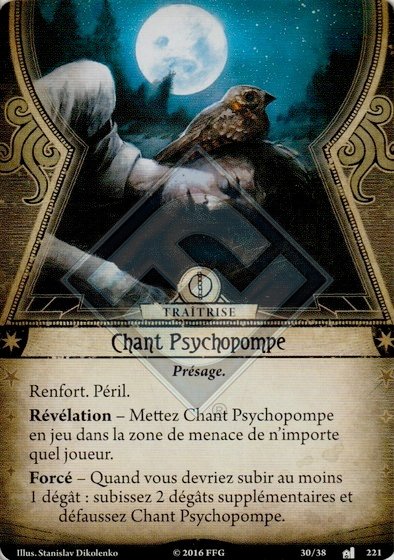 TRAÎTRISE
Chant Psychopompe
Présage.
Renfort. Péril.
Révélation – Mettez Chant Psychopompe
en jeu dans la zone de menace de n'importe
quel joueur.
Forcé – Quand vous devriez subir au moins
1 dégât : subissez 2 dégâts supplémentaires et
défaussez Chant Psychopompe.
Illus. Stanislav Dikolenko © 2016 FFG 30/38 221